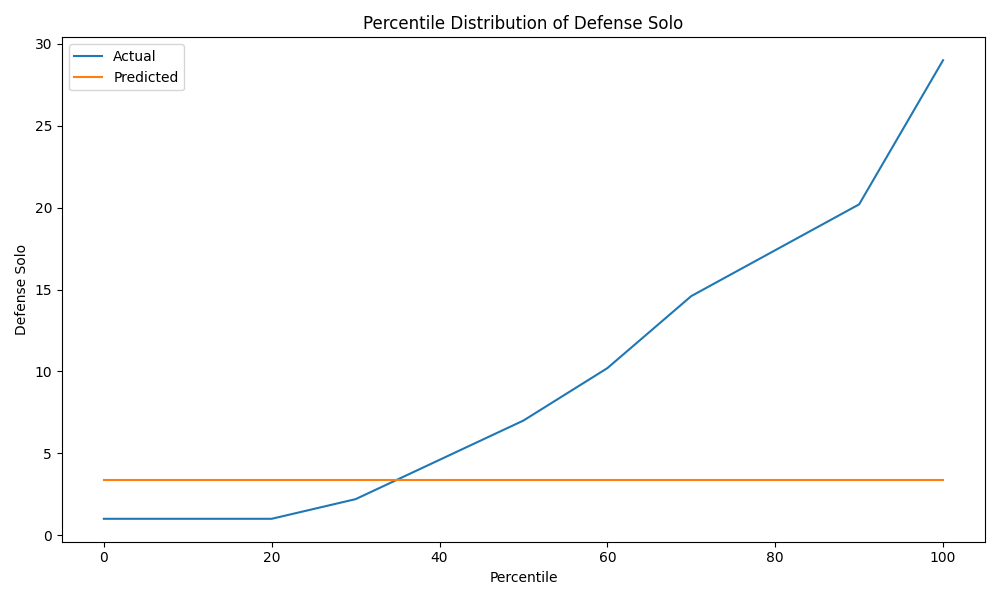 Percentile Distribution of Defense Solo
Actual
Predicted
30
25
20
15
10
5
0
Defense Solo
0 20 40 60 80 100
Percentile